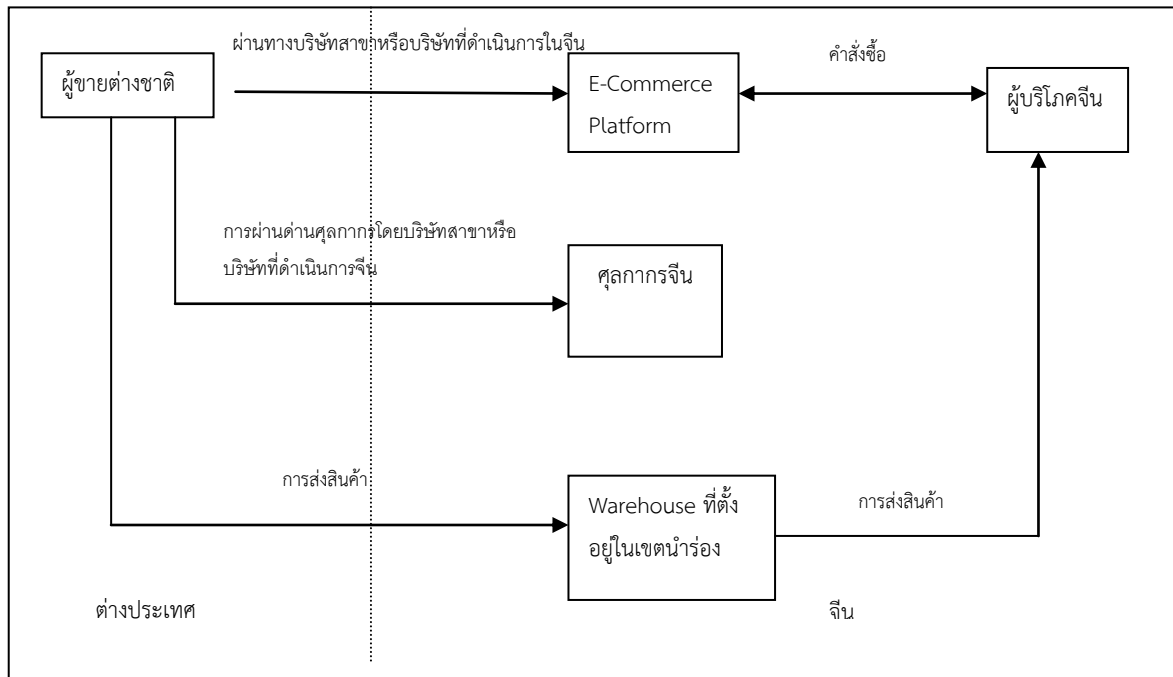 ผ่านทางบริษัทสาขาหรือบริษัทที่ดำเนินการในจีน
ผู้ขายต่างชาติ
E-Commerce
Platform
คำสั่งซื้อ
ผู้บริโภคจีน
การผ่านด่านศุลกากรโดยบริษัทสาขาหรือ
บริษัทที่ดำเนินการจีน
ศุลกากรจีน
การส่งสินค้า
Warehouse ที่ตั้ง
อยู่ในเขตนำร่อง
การส่งสินค้า
ต่างประเทศ
จีน